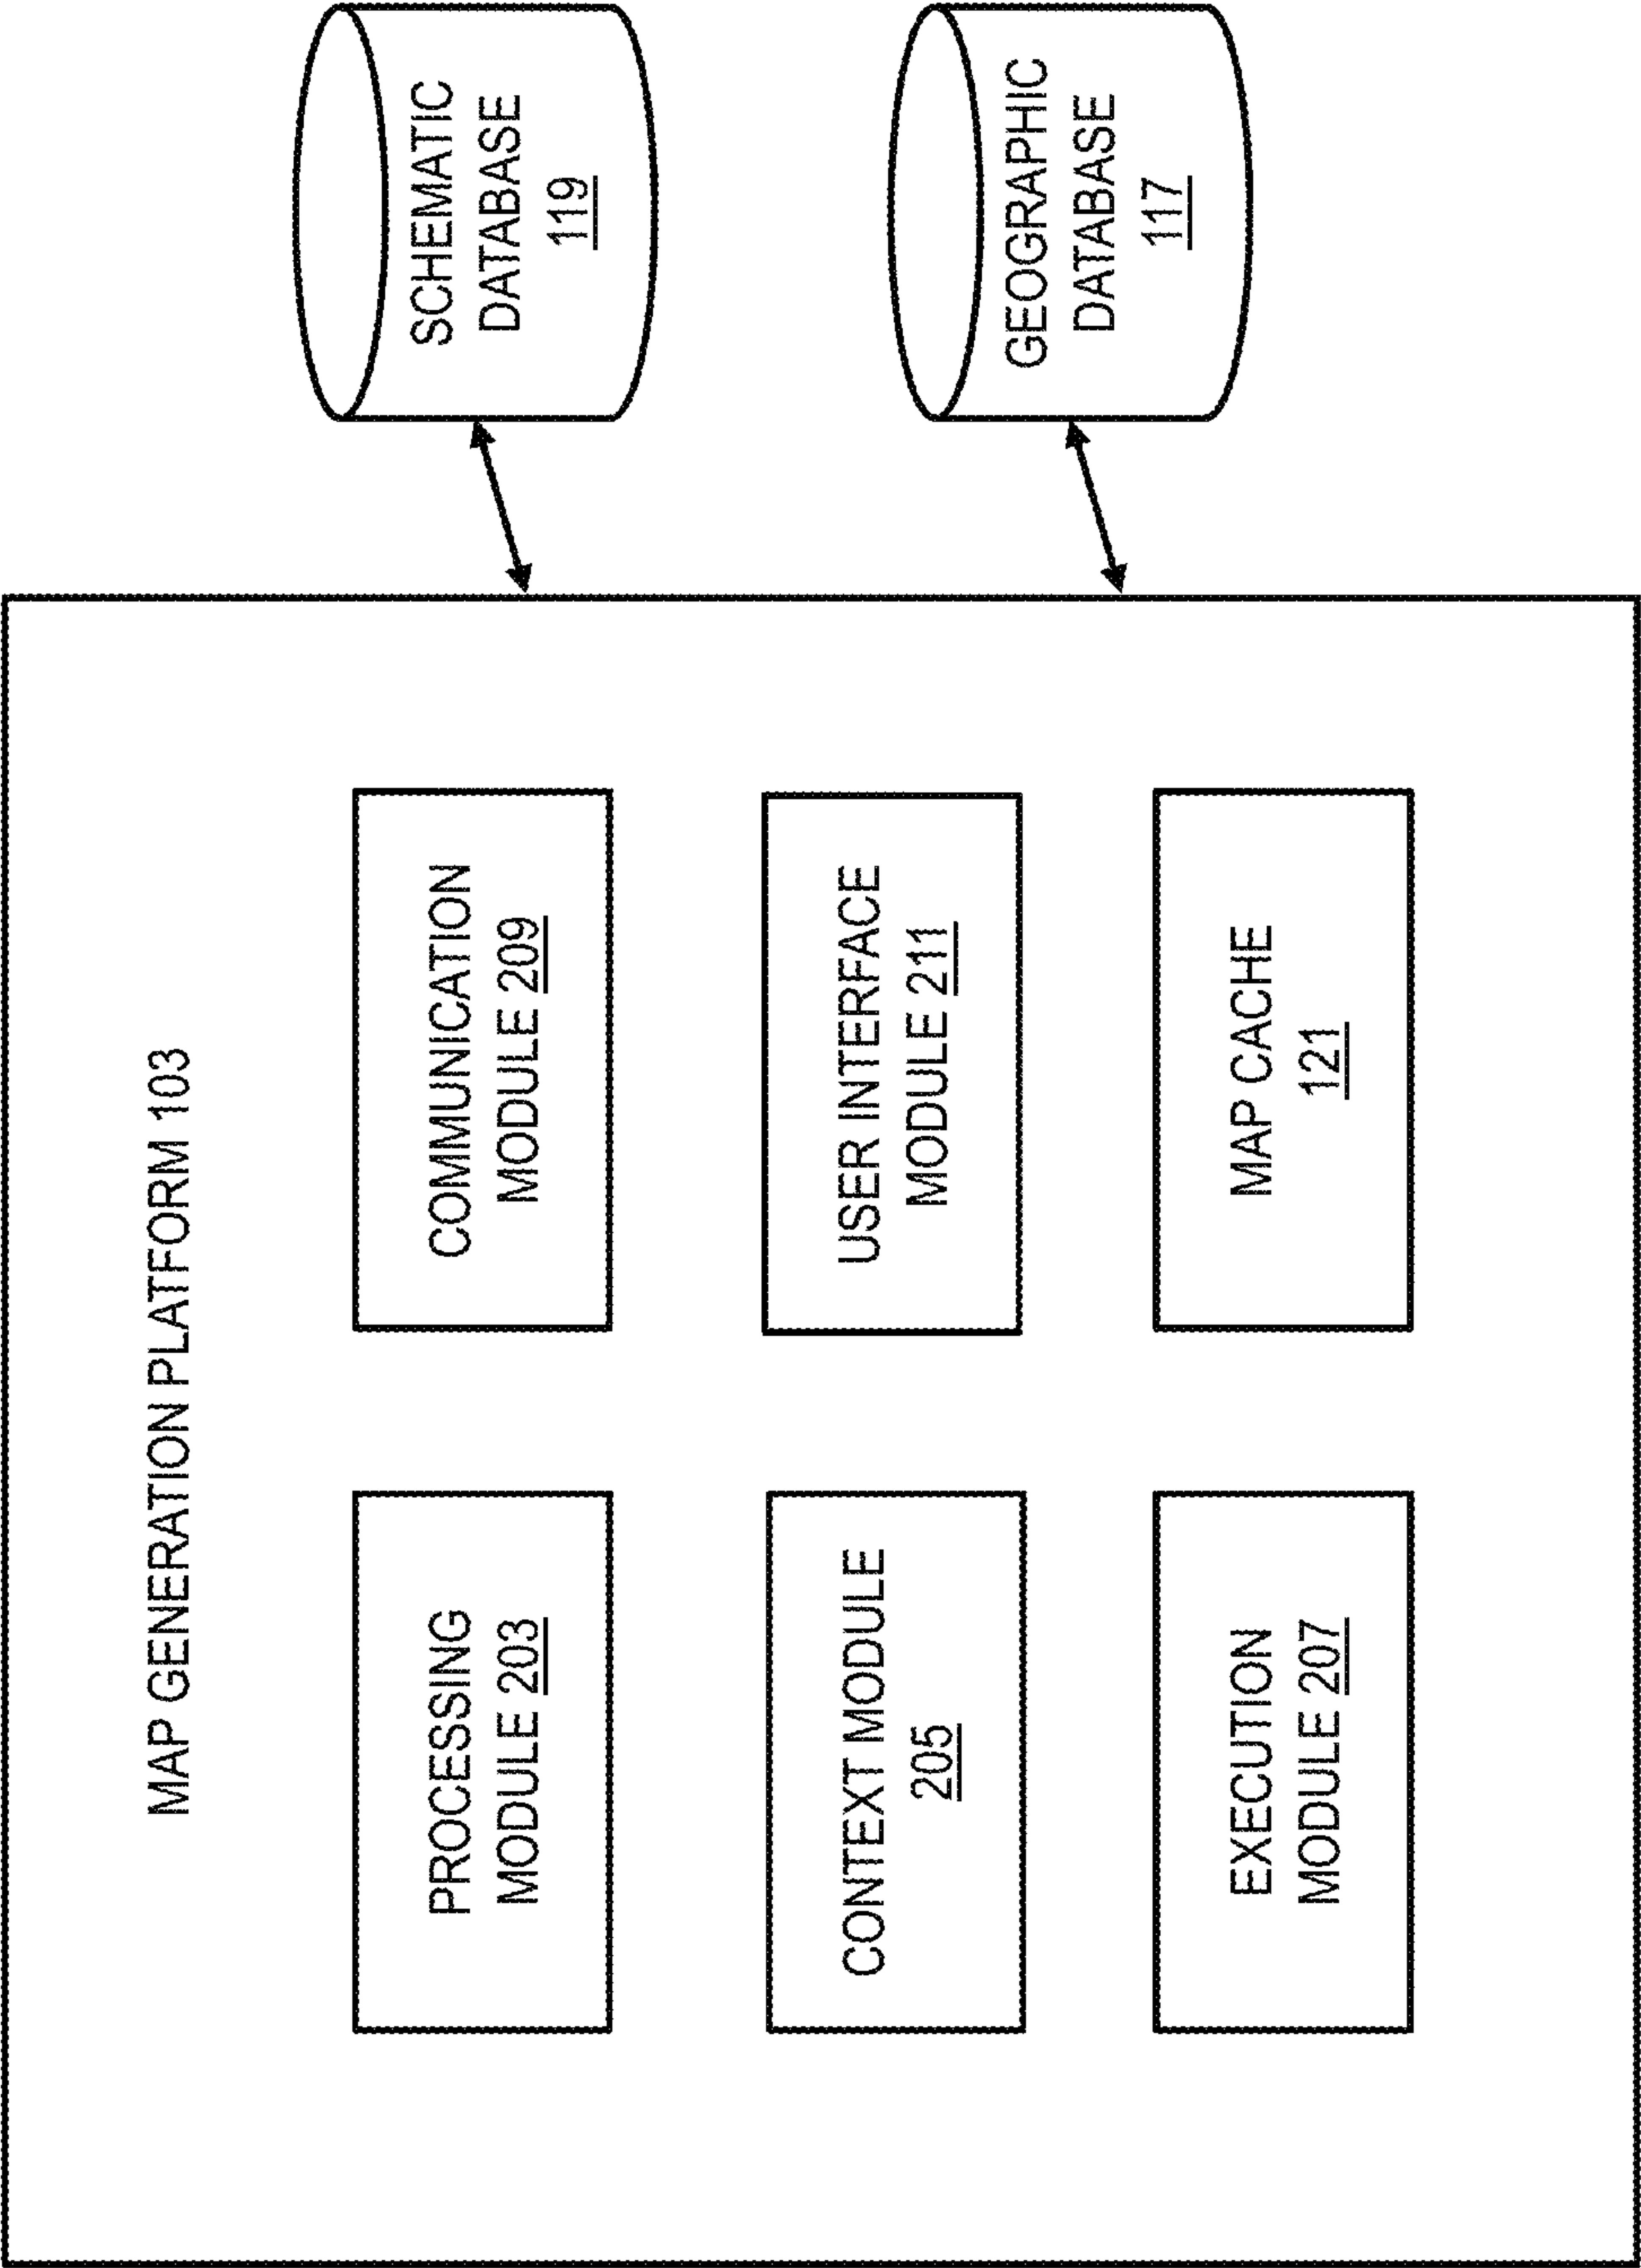 MAP GENERATION PLATFORM 103
PROCESSING
MODULE 203
COMMUNICATION
MODULE 209
CONTEXT MODULE
205
USER INTERFACE
MODULE 211
EXECUTION
MODULE 207
MAP CACHE
121
SCHEMATIC
DATABASE
119
GEOGRAPHIC
DATABASE
117